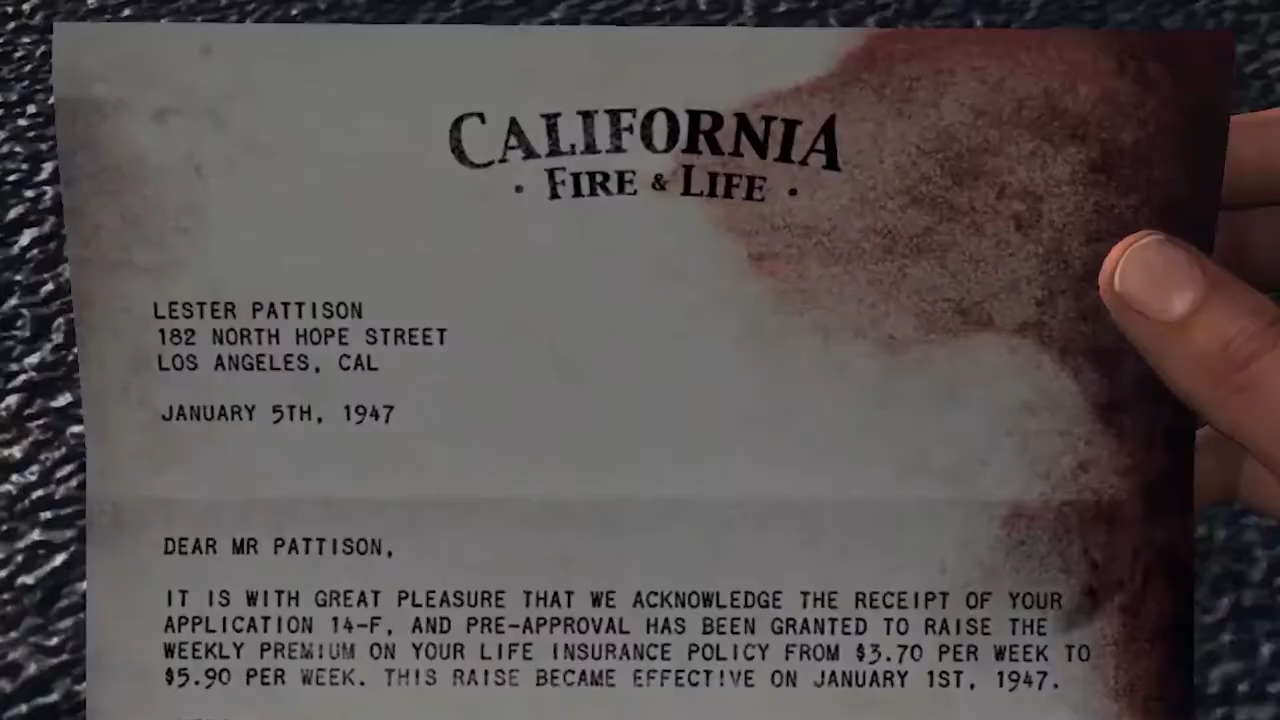 CALIFORNIA
· FIRE & LIFE ·
LESTER PATTISON
182 NORTH HOPE STREET
LOS ANGELES, CAL
JANUARY 5TH, 1947
DEAR MR PATTISON,
IT IS WITH GREAT PLEASURE THAT WE ACKNOWLEDGE THE RECEIPT OF YOUR
APPLICATION 14-F, AND PRE-APPROVAL HAS BEEN GRANTED TO RAISE THE
WEEKLY PREMIUM ON YOUR LIFE INSURANCE POLICY FROM $3.70 PER WEEK TO
$5.90 PER WEEK. THIS RAISE BECAME EFFECTIVE ON JANUARY 1ST, 1947.